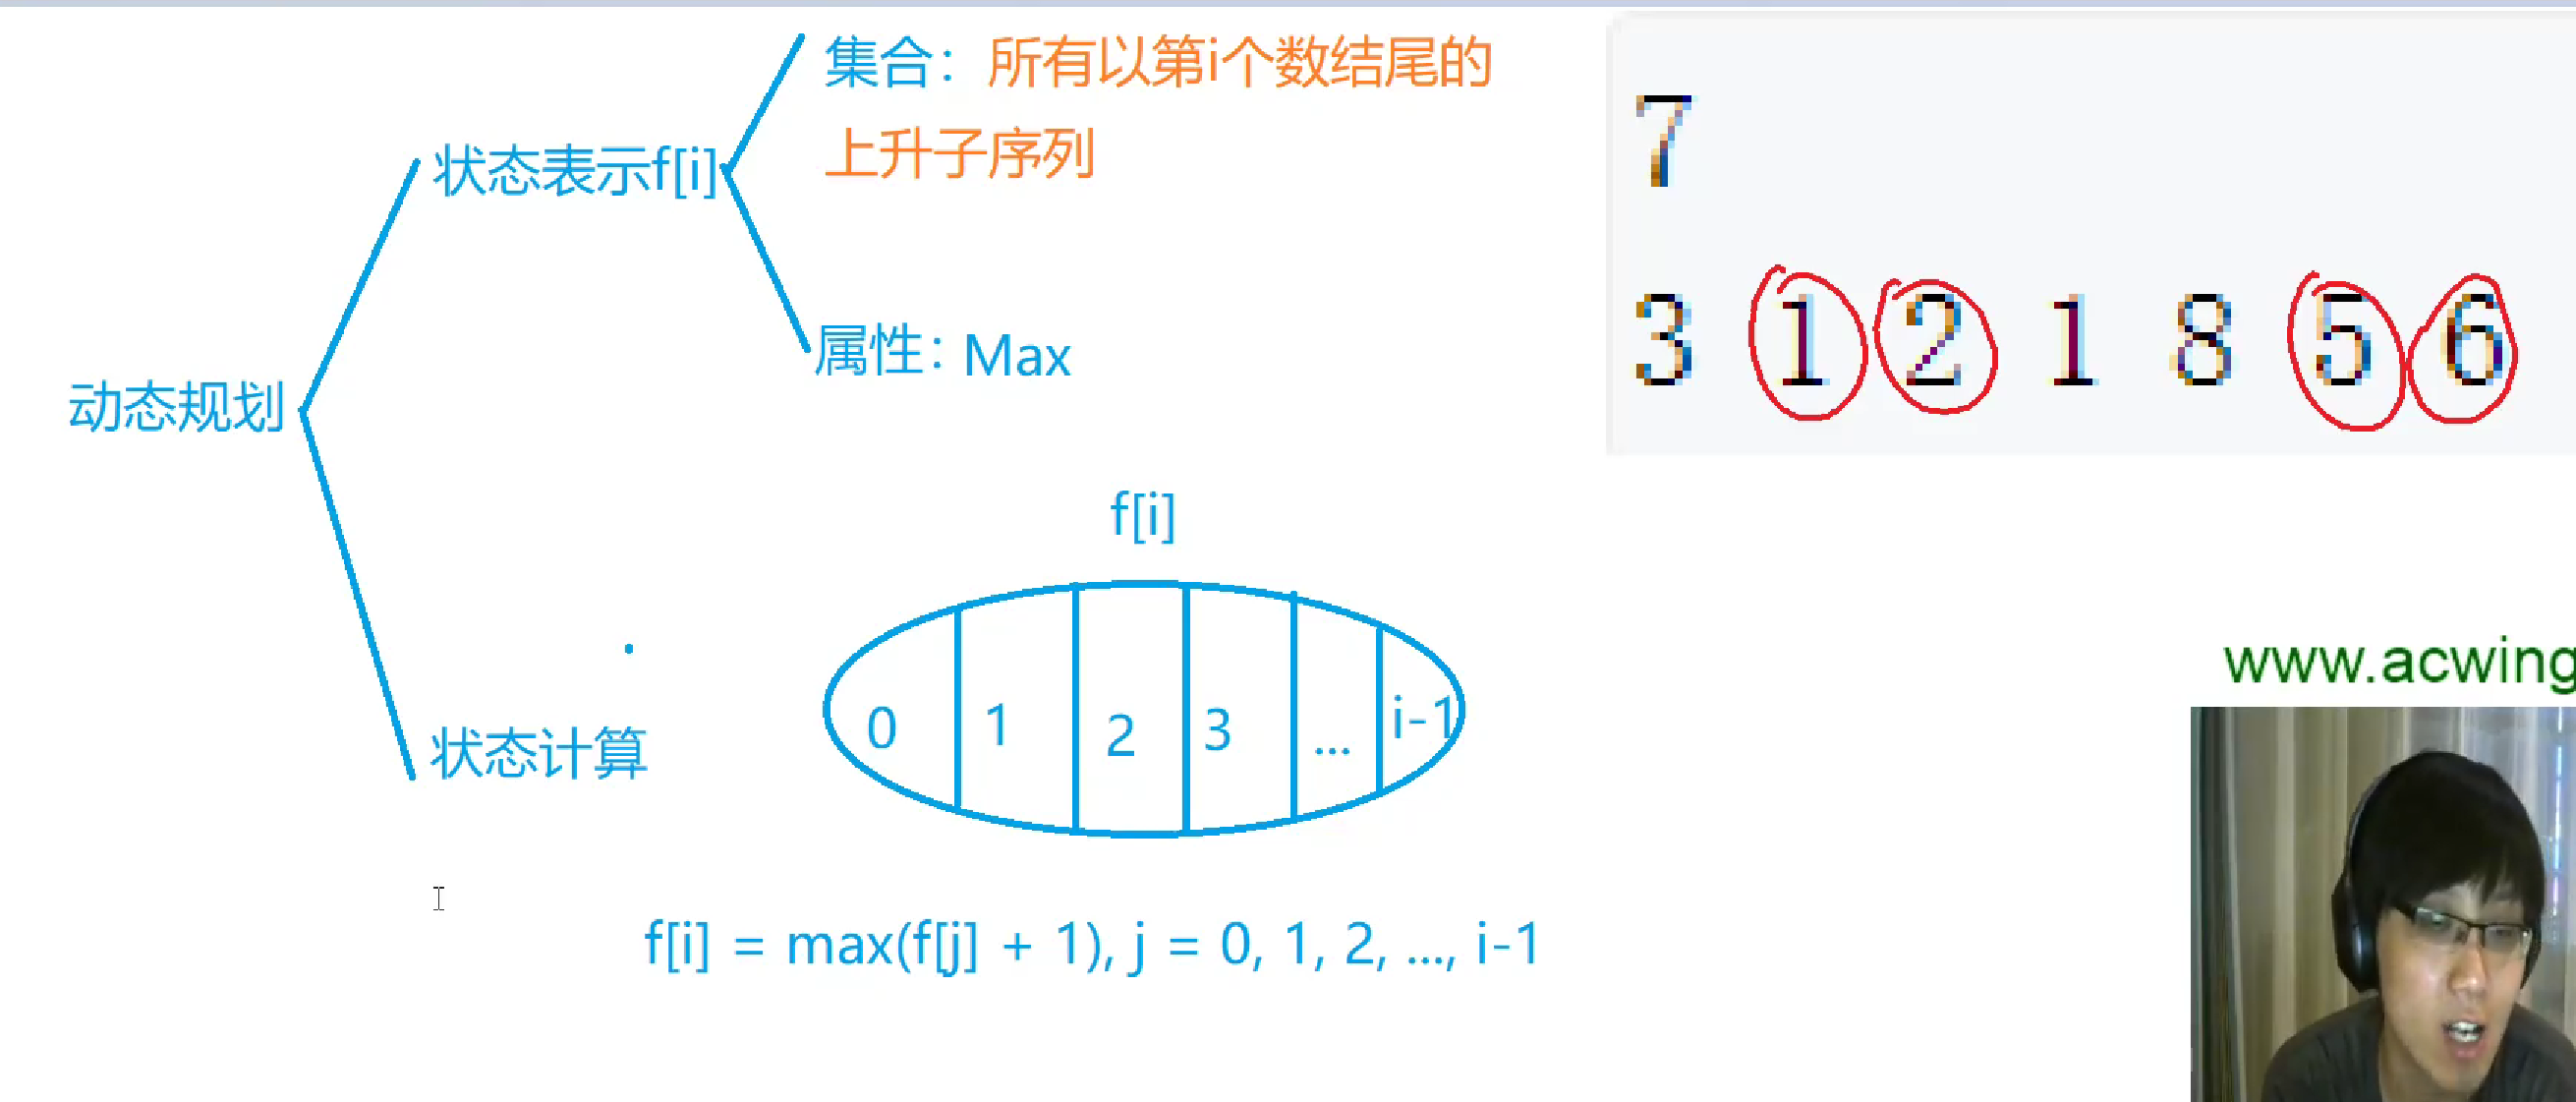 集合：所有以第i个数结尾的
上升子序列
状态表示f[i]
属性：Max
动态规划
状态计算
f[i]
0 1 2 3 ... i-1
f[i] = max(f[j] + 1), j = 0, 1, 2, ..., i-1
7
3 1 2 1 8 5 6
www.acwing